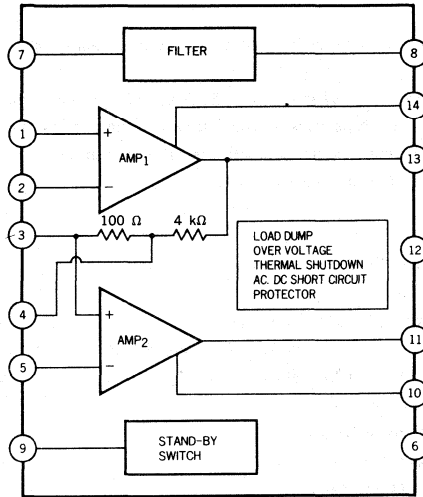 7
FILTER
8
14
1
+
AMP1
13
2
−
3
100 Ω
4 kΩ
LOAD DUMP
OVER VOLTAGE
THERMAL SHUTDOWN
AC. DC SHORT CIRCUIT
PROTECTOR
12
4
+
AMP2
11
5
−
10
9
STAND-BY
SWITCH
6